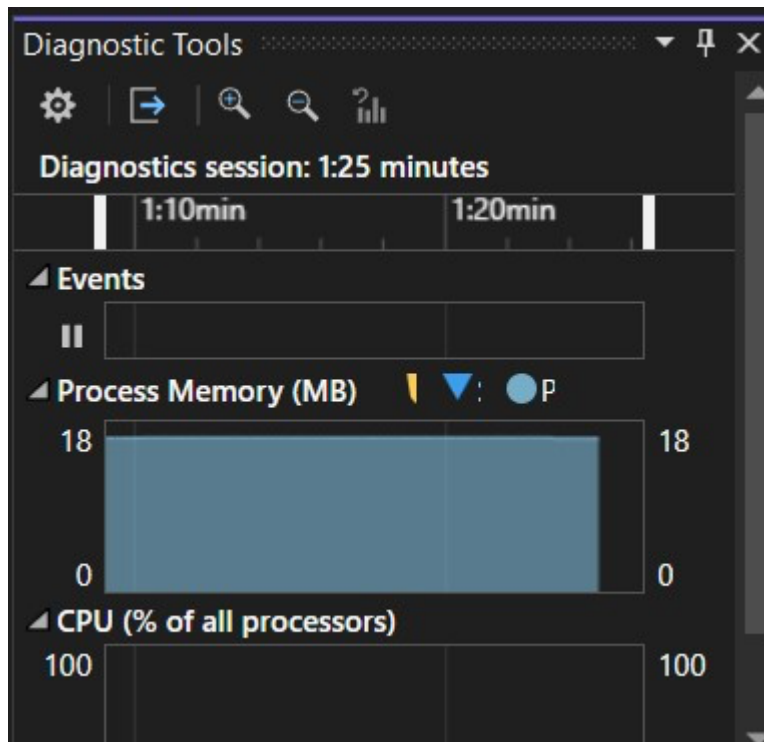 Diagnostic Tools
Diagnostics session: 1:25 minutes
1:10min 1:20min
Events
Process Memory (MB) P
18 18
0 0
CPU (% of all processors)
100 100